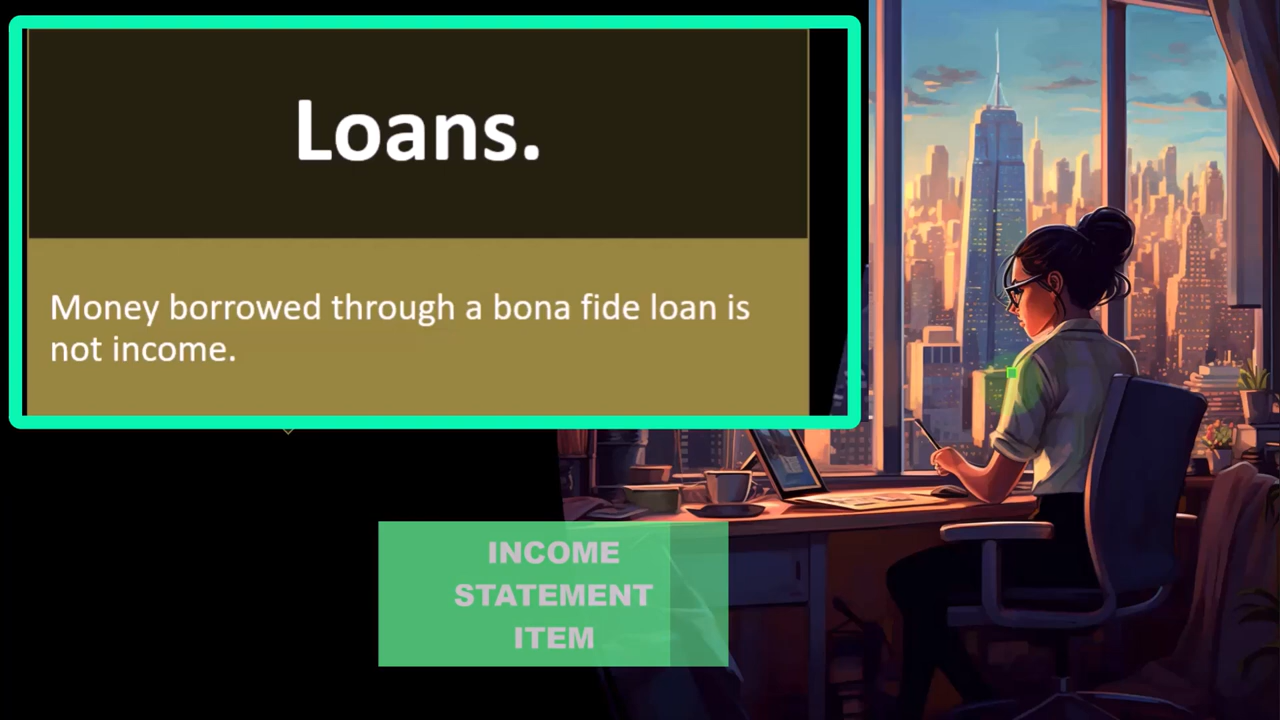 Loans.
Money borrowed through a bona fide loan is
not income.
INCOME
STATEMENT
ITEM